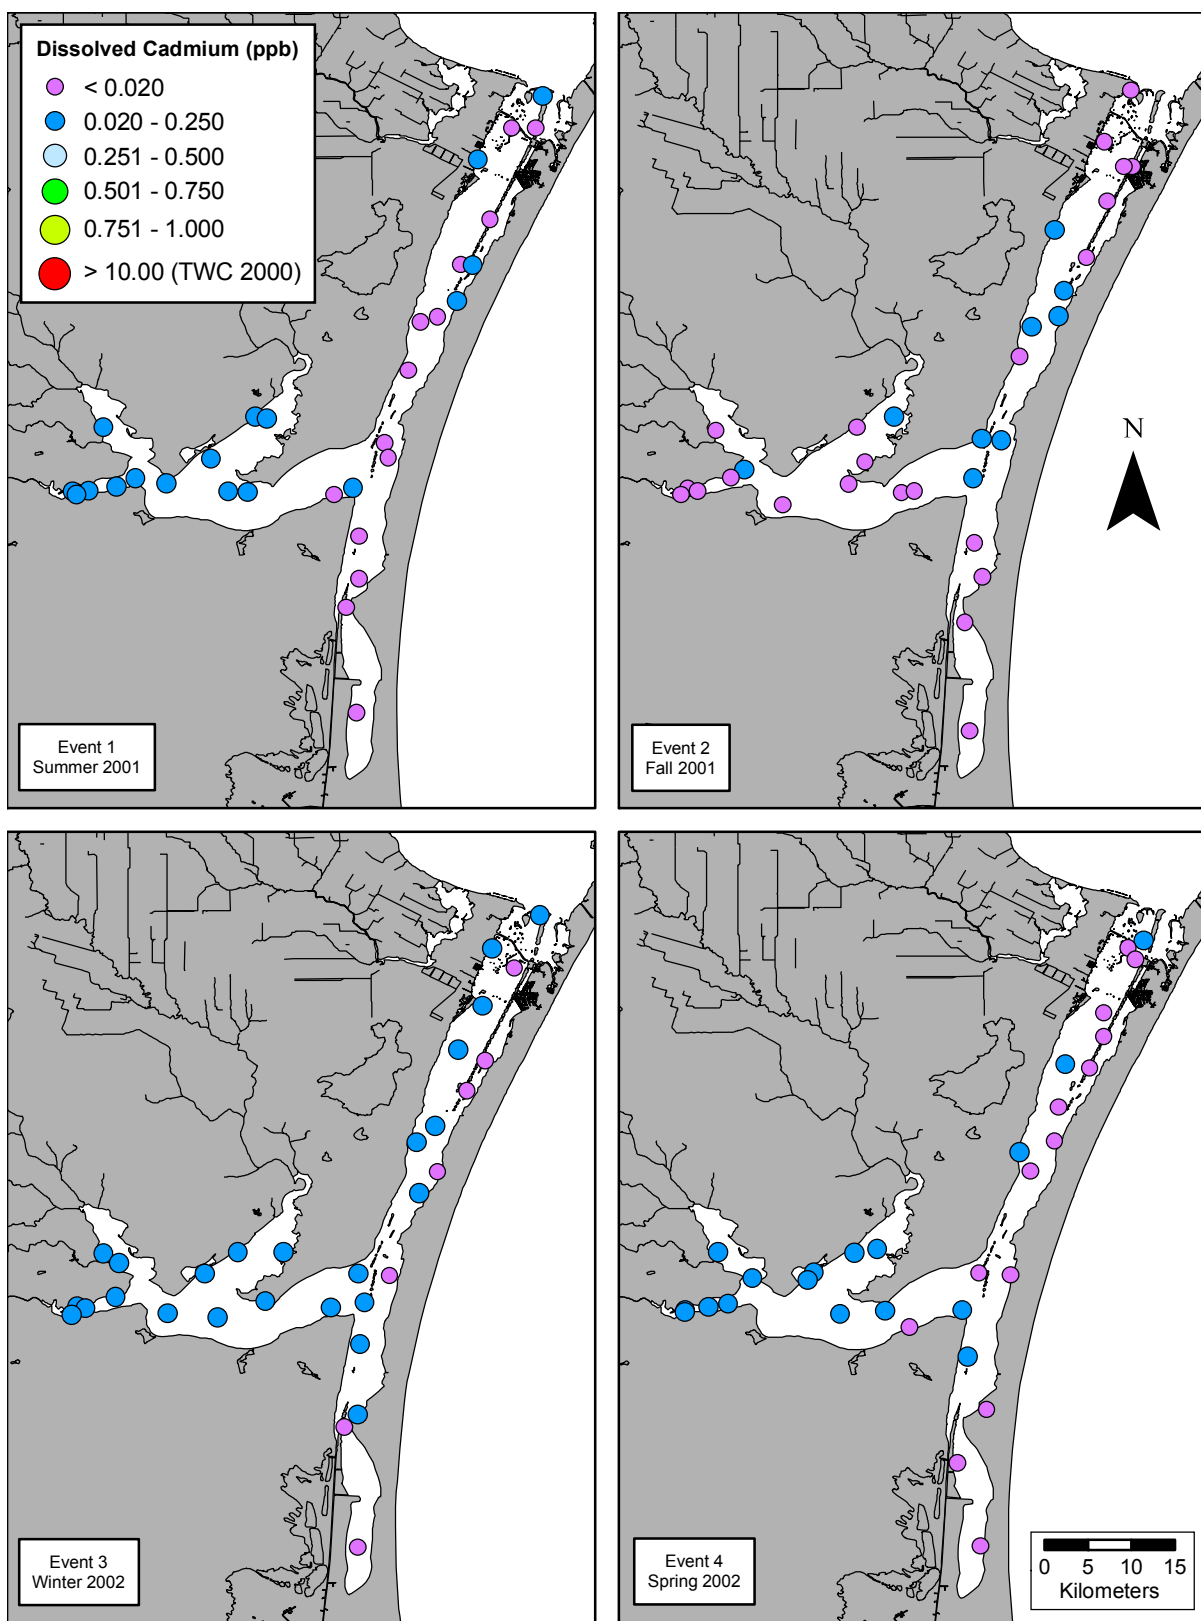 Dissolved Cadmium (ppb)
< 0.020
0.020 - 0.250
0.251 - 0.500
0.501 - 0.750
0.751 - 1.000
> 10.00 (TWC 2000)
Event 1
Summer 2001
N
Event 2
Fall 2001
Event 3
Winter 2002
Event 4
Spring 2002
0 5 10 15
Kilometers